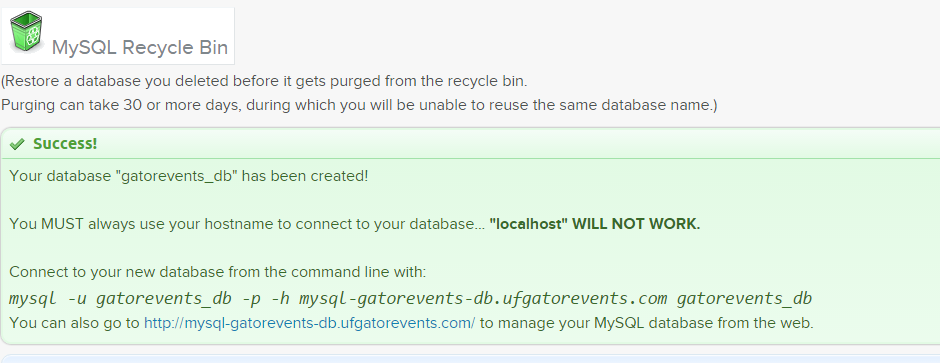 MySQL Recycle Bin
(Restore a database you deleted before it gets purged from the recycle bin.
Purging can take 30 or more days, during which you will be unable to reuse the same database name.)
Success!
Your database "gatorevents_db" has been created!
You MUST always use your hostname to connect to your database... "localhost" WILL NOT WORK.
Connect to your new database from the command line with:
mysql -u gatorevents_db -p -h mysql-gatorevents-db.ufgatorevents.com gatorevents_db
You can also go to http://mysql-gatorevents-db.ufgatorevents.com/ to manage your MySQL database from the web.